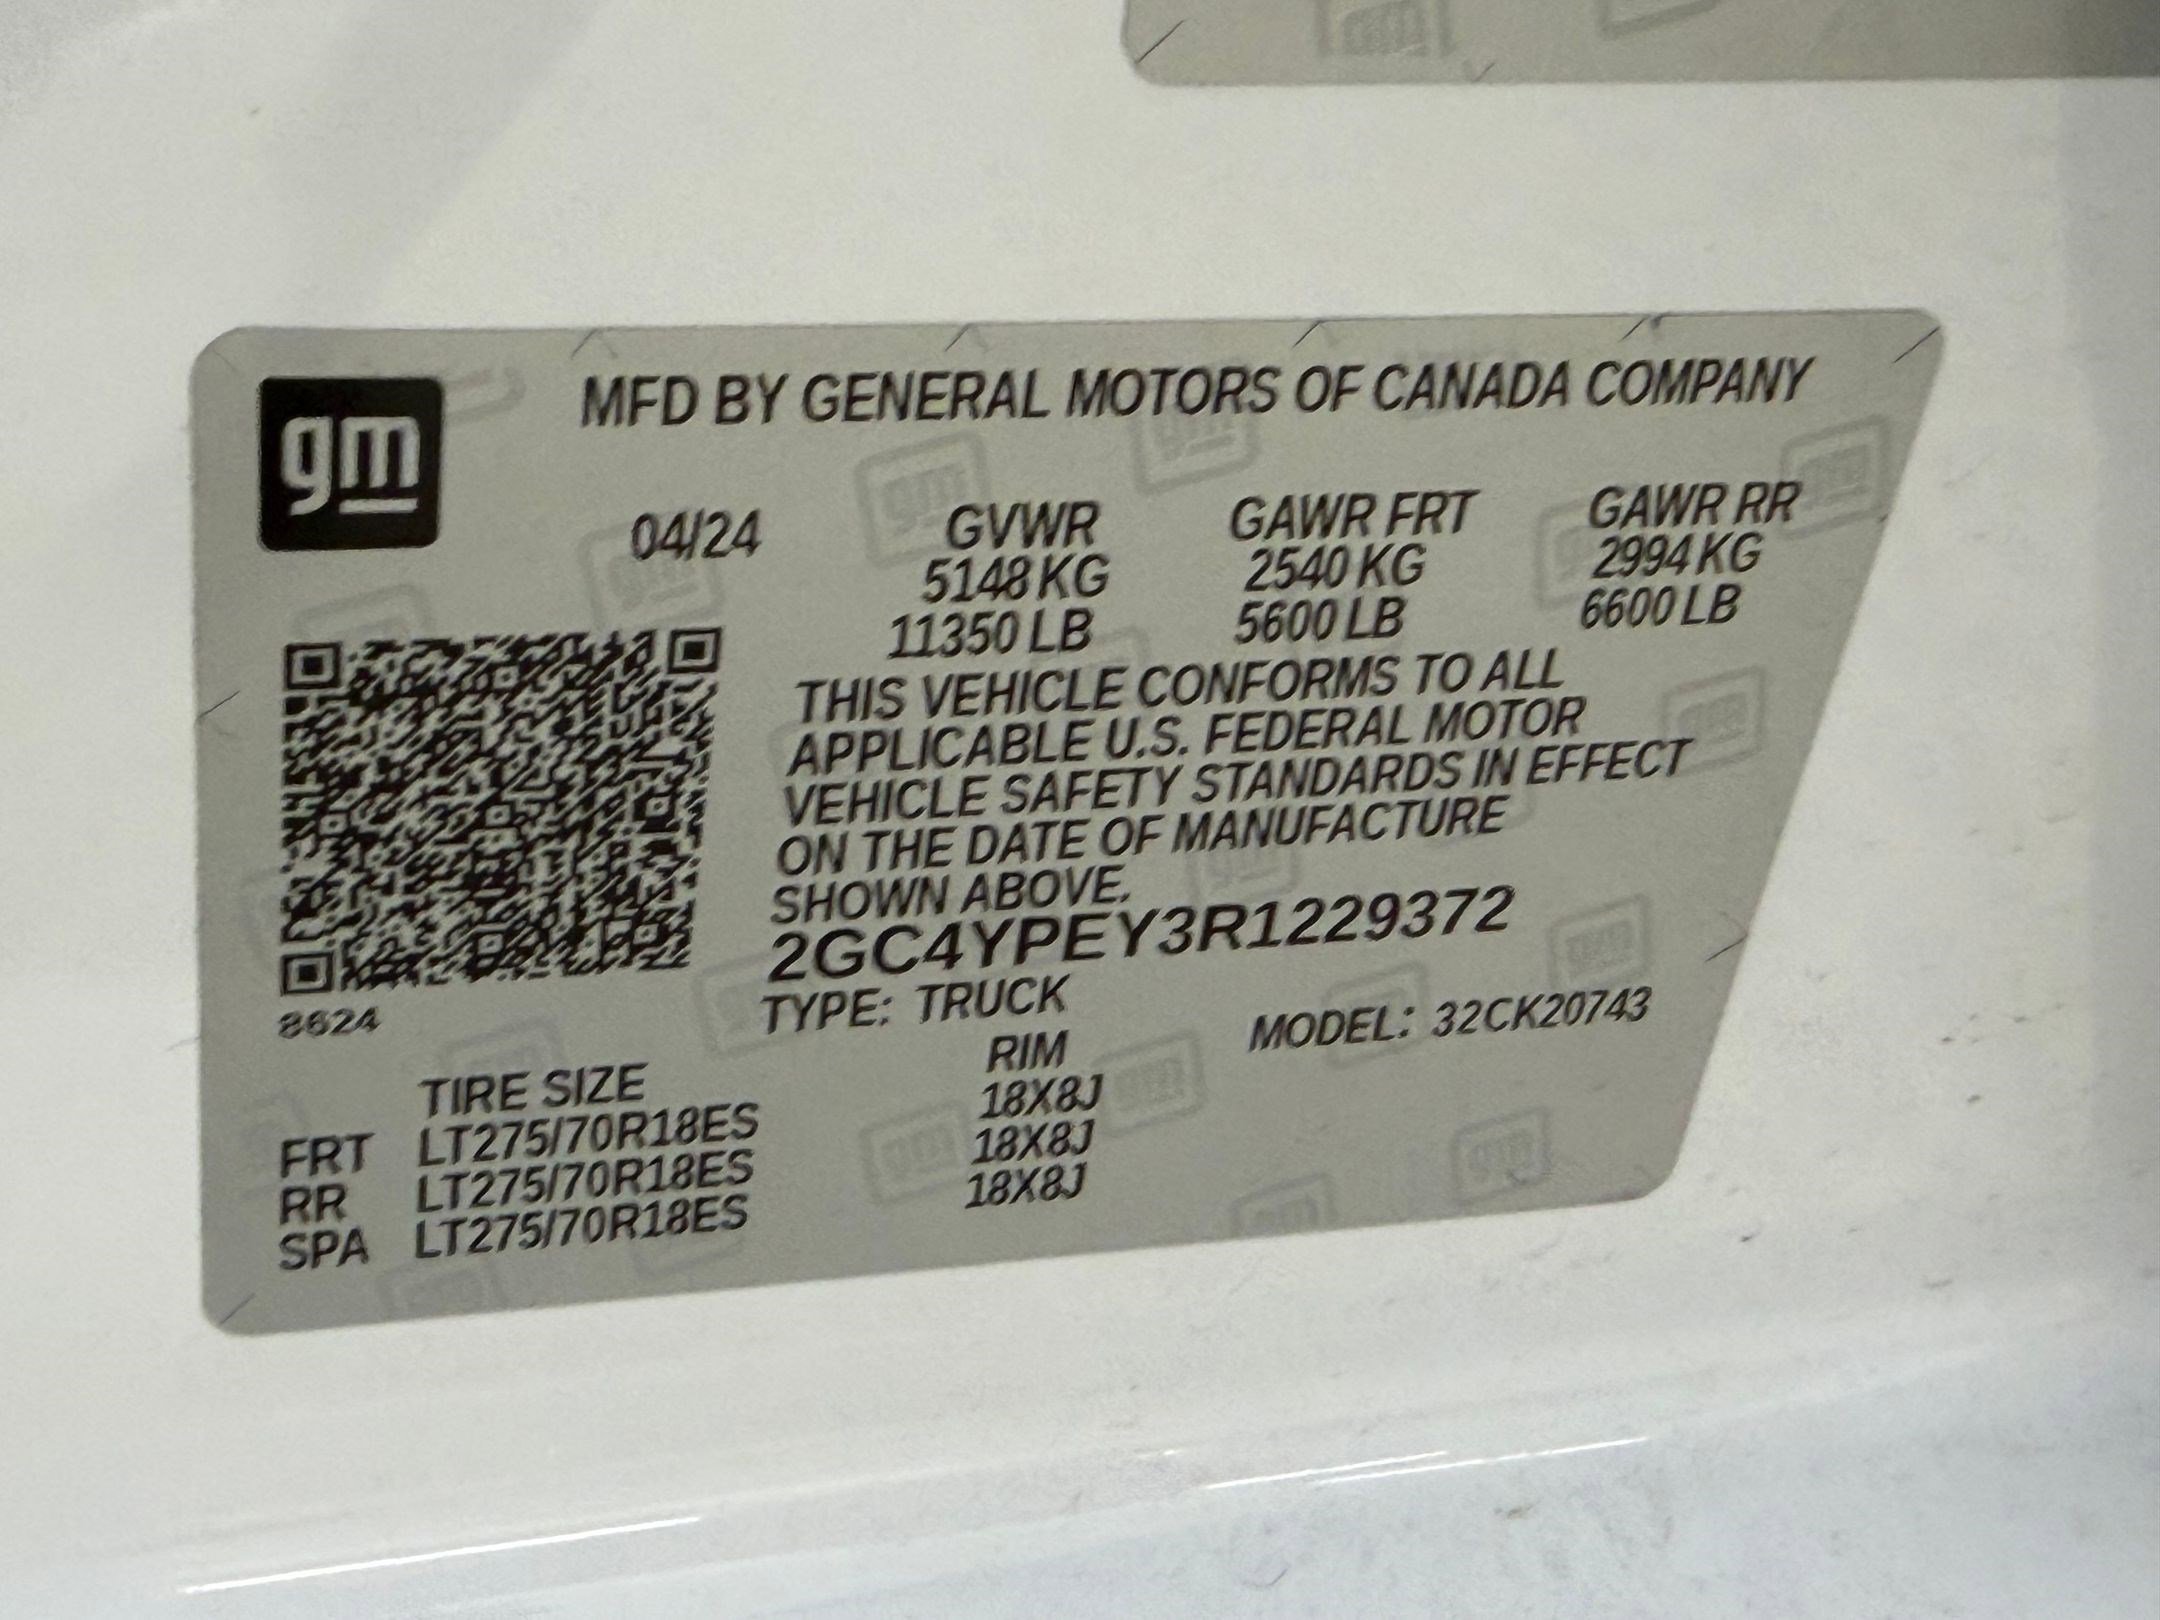 gm
MFD BY GENERAL MOTORS OF CANADA COMPANY
04/24 GVWR GAWR FRT GAWR RR
5148 KG 2540 KG 2994 KG
11350 LB 5600 LB 6600 LB
THIS VEHICLE CONFORMS TO ALL
APPLICABLE U.S. FEDERAL MOTOR
VEHICLE SAFETY STANDARDS IN EFFECT
ON THE DATE OF MANUFACTURE
SHOWN ABOVE.
2GC4YPEY3R1229372
8624
TYPE: TRUCK MODEL: 32CK20743
TIRE SIZE RIM
FRT LT275/70R18ES 18X8J
RR LT275/70R18ES 18X8J
SPA LT275/70R18ES 18X8J